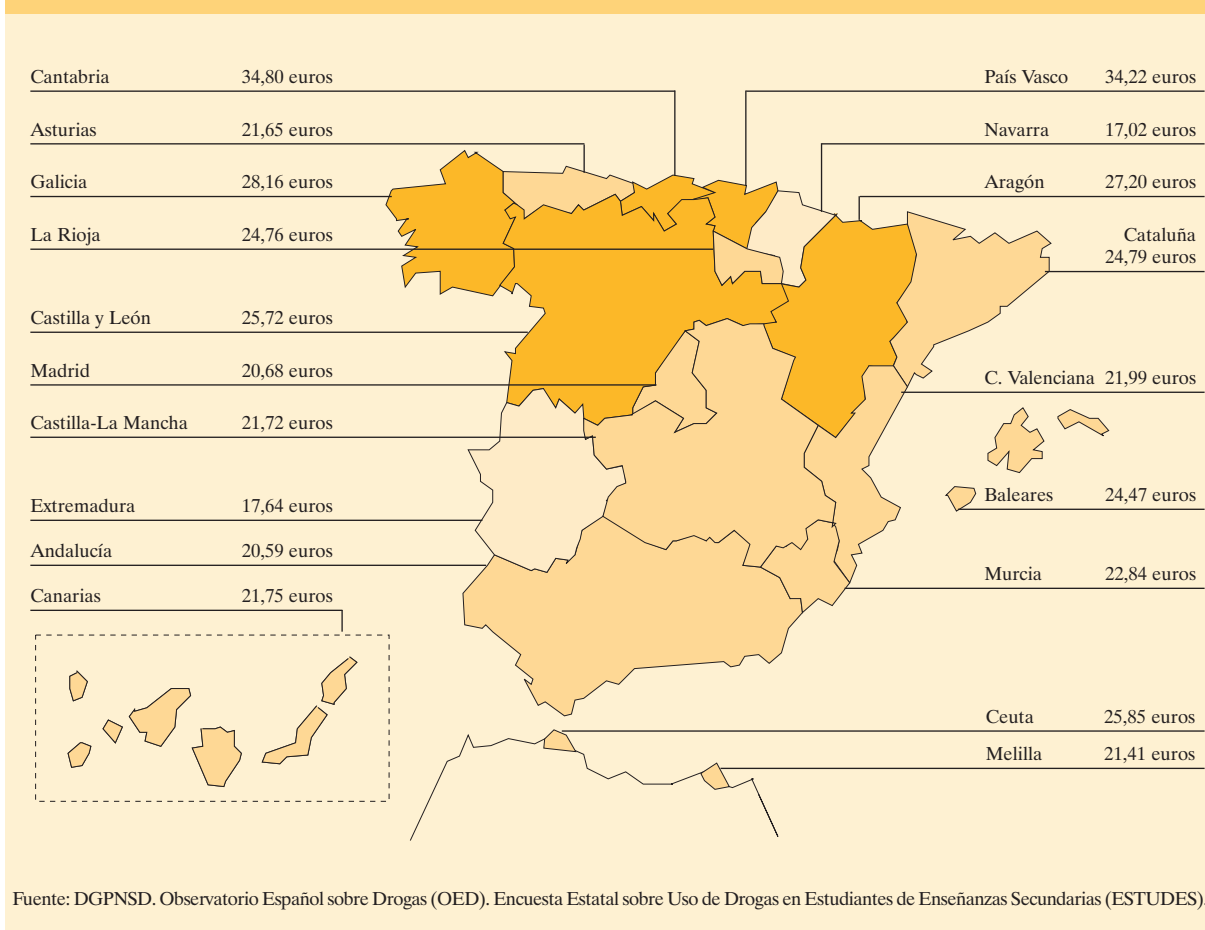 Cantabria 34,80 euros
Asturias 21,65 euros
Galicia 28,16 euros
La Rioja 24,76 euros
Castilla y León 25,72 euros
Madrid 20,68 euros
Castilla-La Mancha 21,72 euros
Extremadura 17,64 euros
Andalucía 20,59 euros
Canarias 21,75 euros
País Vasco 34,22 euros
Navarra 17,02 euros
Aragón 27,20 euros
Cataluña
24,79 euros
C. Valenciana 21,99 euros
Baleares 24,47 euros
Murcia 22,84 euros
Ceuta 25,85 euros
Melilla 21,41 euros
Fuente: DGPNSD. Observatorio Español sobre Drogas (OED). Encuesta Estatal sobre Uso de Drogas en Estudiantes de Enseñanzas Secundarias (ESTUDES).